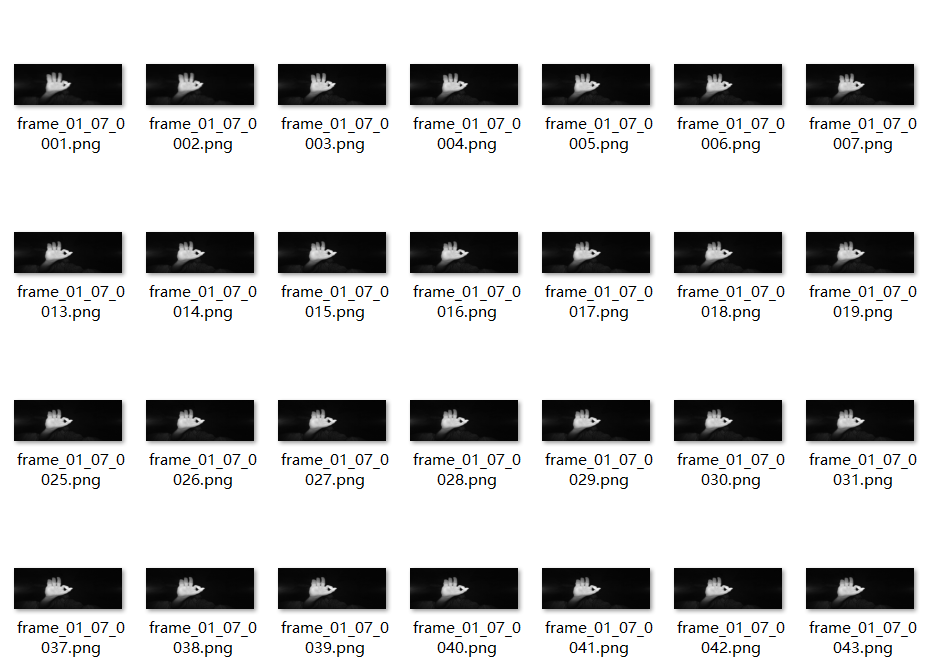 frame_01_07_0 frame_01_07_0 frame_01_07_0 frame_01_07_0 frame_01_07_0 frame_01_07_0 frame_01_07_0
001.png 002.png 003.png 004.png 005.png 006.png 007.png
frame_01_07_0 frame_01_07_0 frame_01_07_0 frame_01_07_0 frame_01_07_0 frame_01_07_0 frame_01_07_0
013.png 014.png 015.png 016.png 017.png 018.png 019.png
frame_01_07_0 frame_01_07_0 frame_01_07_0 frame_01_07_0 frame_01_07_0 frame_01_07_0 frame_01_07_0
025.png 026.png 027.png 028.png 029.png 030.png 031.png
frame_01_07_0 frame_01_07_0 frame_01_07_0 frame_01_07_0 frame_01_07_0 frame_01_07_0 frame_01_07_0
037.png 038.png 039.png 040.png 041.png 042.png 043.png